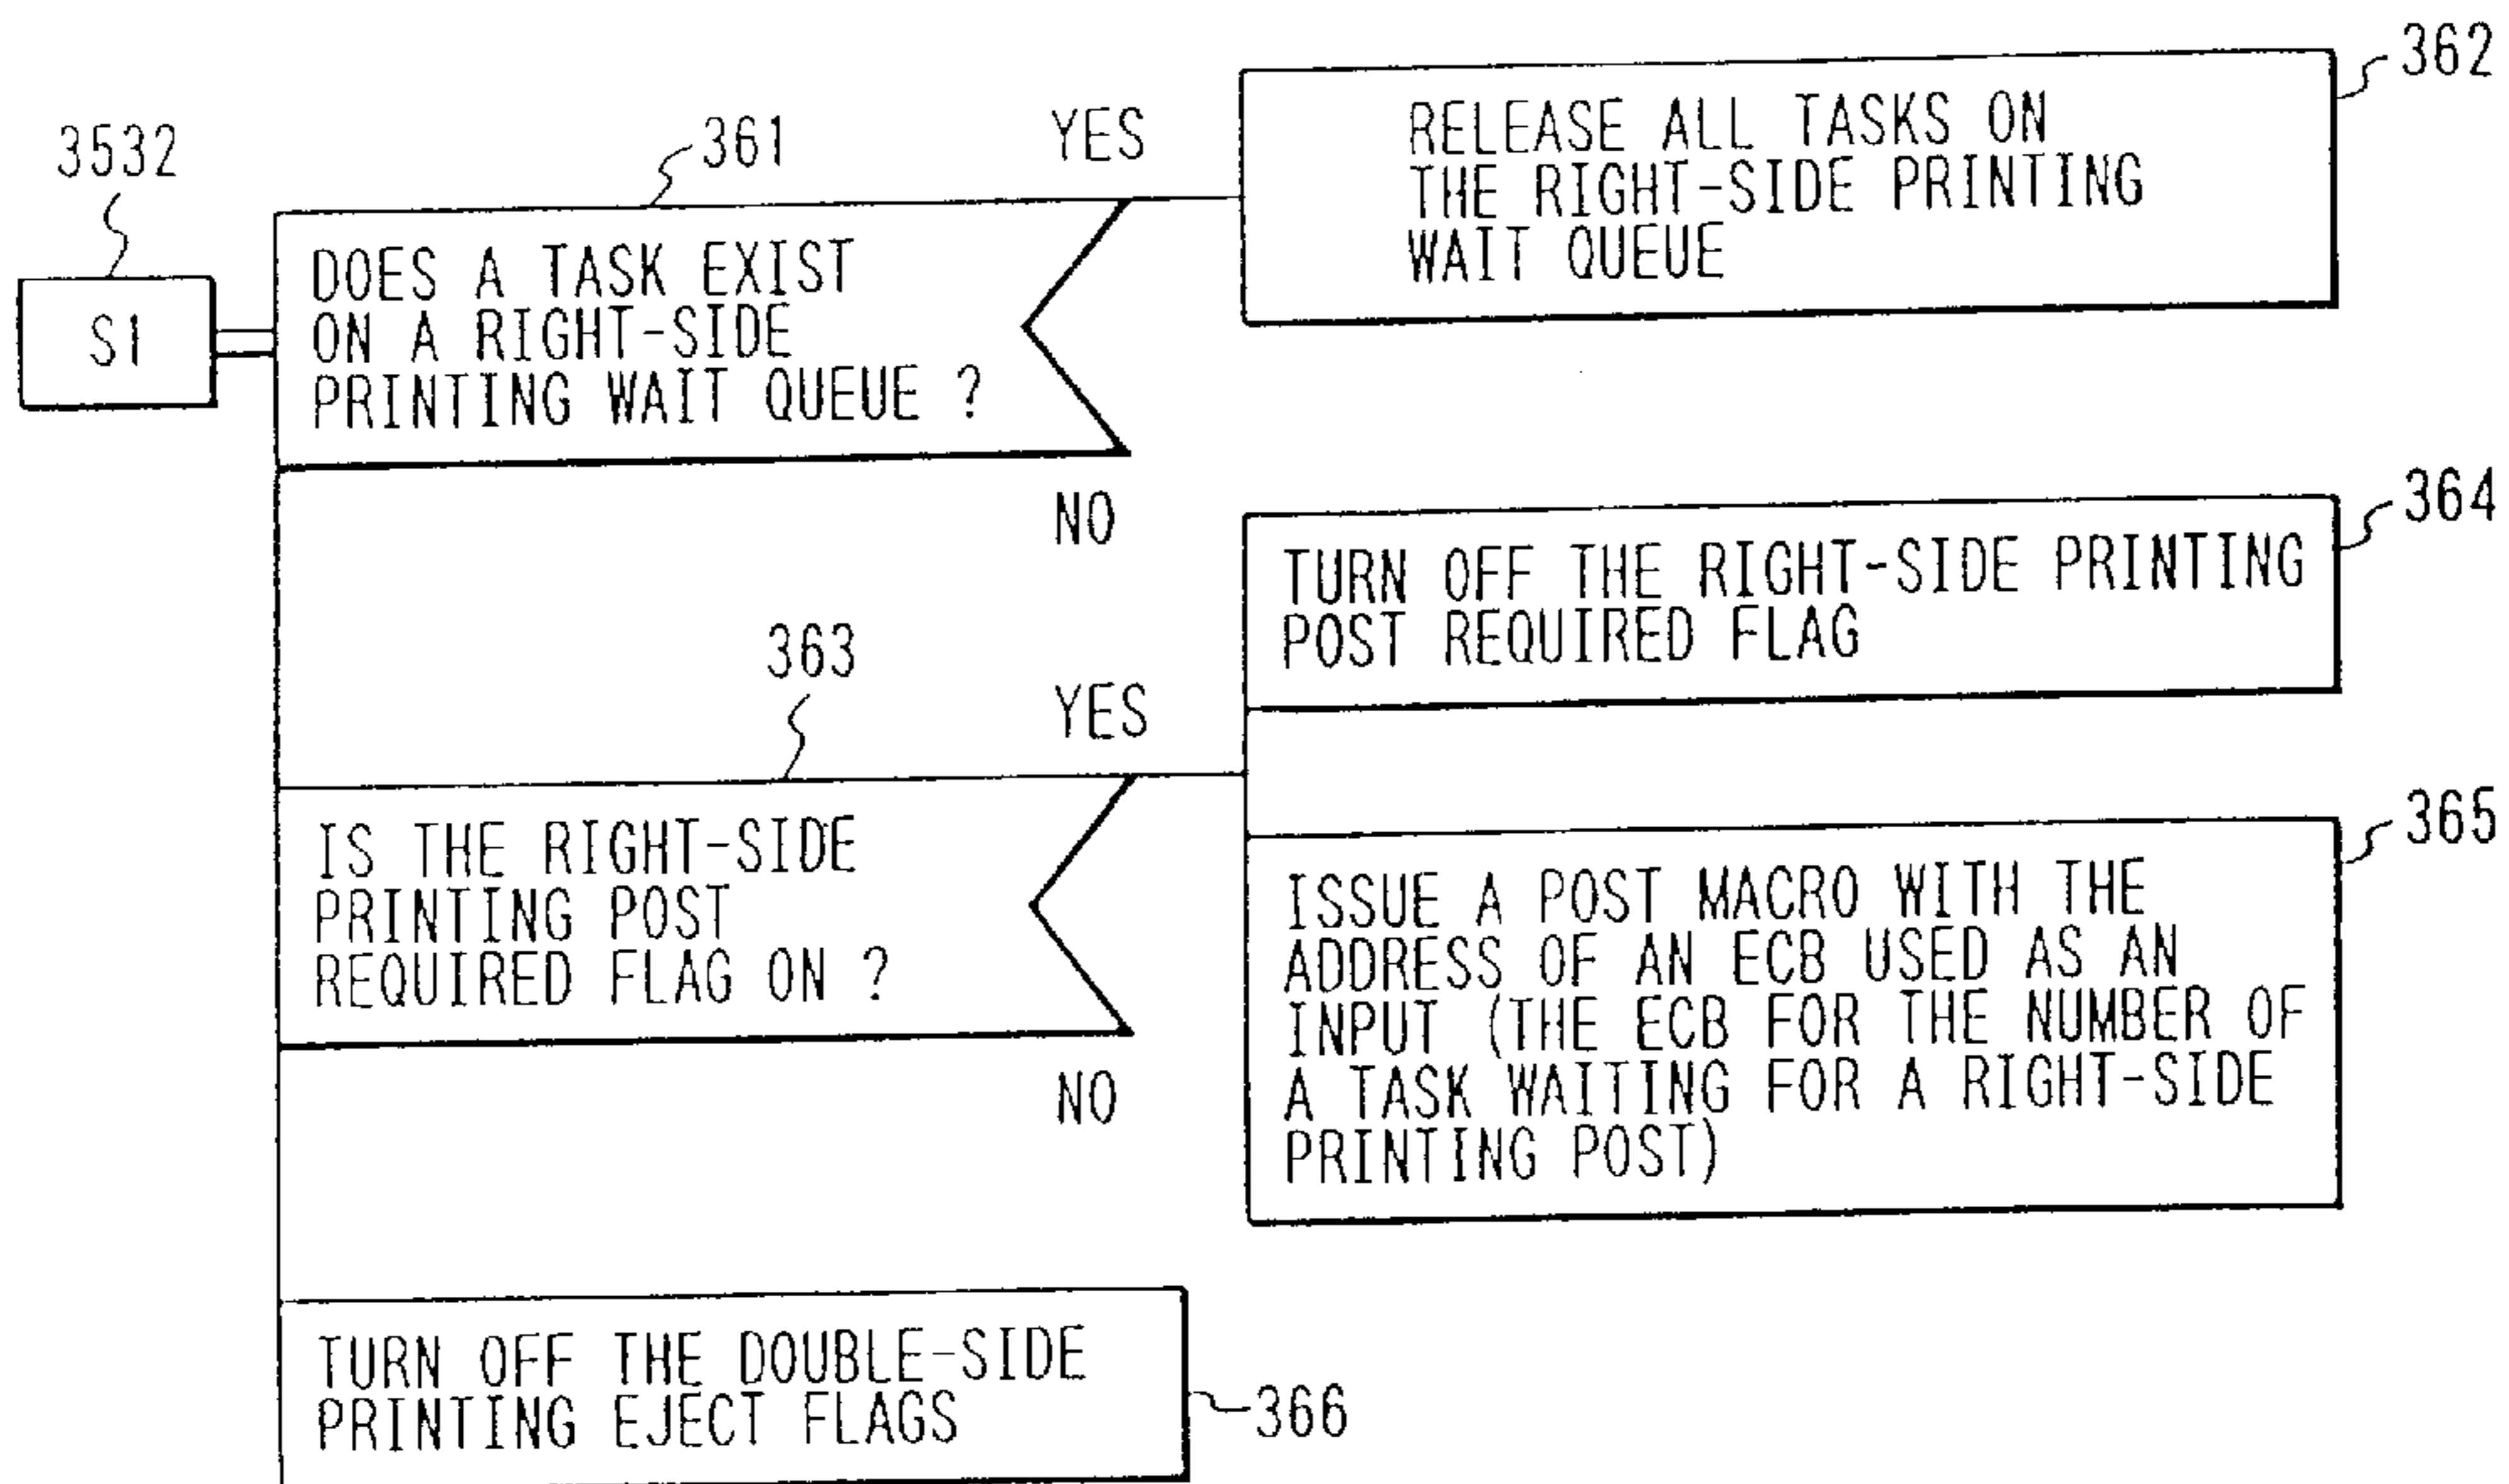 3532
S1
361
DOES A TASK EXIST
ON A RIGHT-SIDE
PRINTING WAIT QUEUE ?
YES
362
RELEASE ALL TASKS ON
THE RIGHT-SIDE PRINTING
WAIT QUEUE
NO
363
IS THE RIGHT-SIDE
PRINTING POST
REQUIRED FLAG ON ?
YES
364
TURN OFF THE RIGHT-SIDE PRINTING
POST REQUIRED FLAG
365
ISSUE A POST MACRO WITH THE
ADDRESS OF AN ECB USED AS AN
INPUT (THE ECB FOR THE NUMBER OF
A TASK WAITING FOR A RIGHT-SIDE
PRINTING POST)
NO
TURN OFF THE DOUBLE-SIDE
PRINTING EJECT FLAGS
366